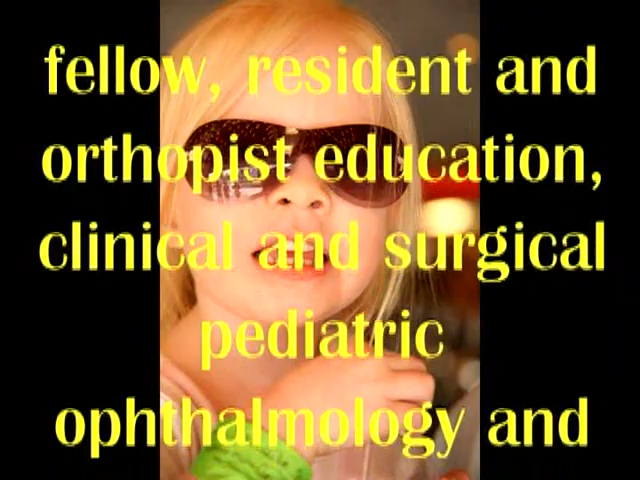 fellow, resident and
orthopist education,
clinical and surgical
pediatric
ophthalmology and